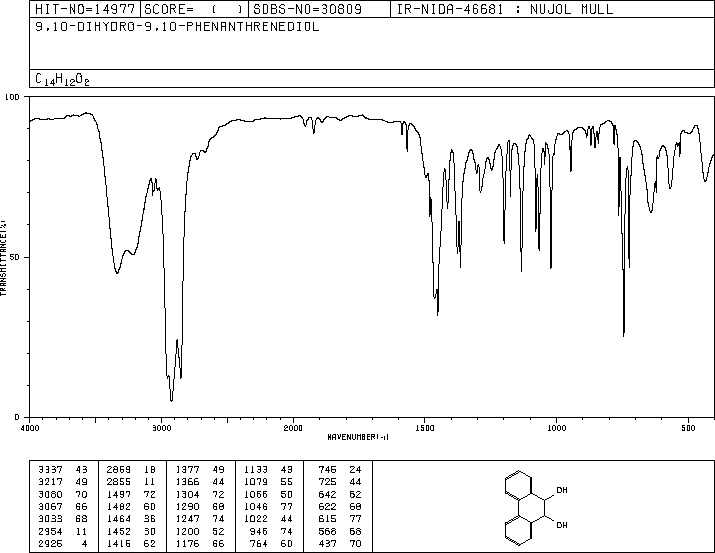 HIT-NO=14977 SCORE= ( ) SDBS-NO=30809 IR-NIDA-46681 : NUJOL MULL
9,10-DIHYDRO-9,10-PHENANTHRENEDIOL
C14H12O2
100
50
0
TRANSMITTANCE(%)
4000 3000 2000 1500 1000 500
WAVENUMBER(-1)
3337 43 2869 18 1377 49 1133 43 746 24
3217 49 2855 11 1366 44 1079 55 725 44
3080 70 1497 72 1304 72 1066 50 642 62
3067 66 1482 60 1290 68 1046 77 622 68
3033 68 1464 36 1247 74 1022 44 615 77
2954 11 1452 30 1200 52 946 74 568 68
2926 4 1416 62 1176 66 764 60 437 70
OH
OH